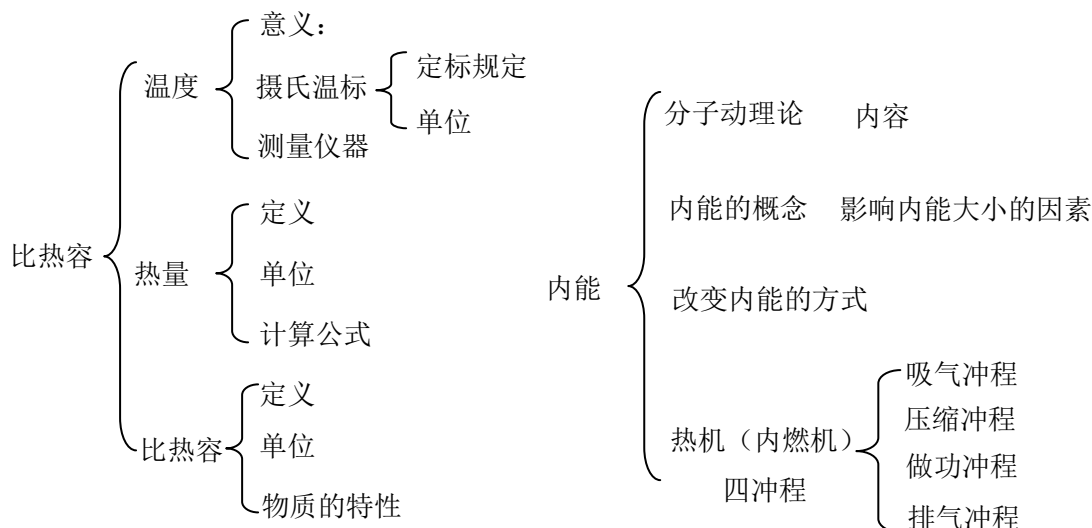 比热容
温度
意义：
摄氏温标
定标规定
单位
测量仪器
热量
定义
单位
计算公式
比热容
定义
单位
物质的特性
内能
分子动理论 内容
内能的概念 影响内能大小的因素
改变内能的方式
热机（内燃机）
四冲程
吸气冲程
压缩冲程
做功冲程
排气冲程